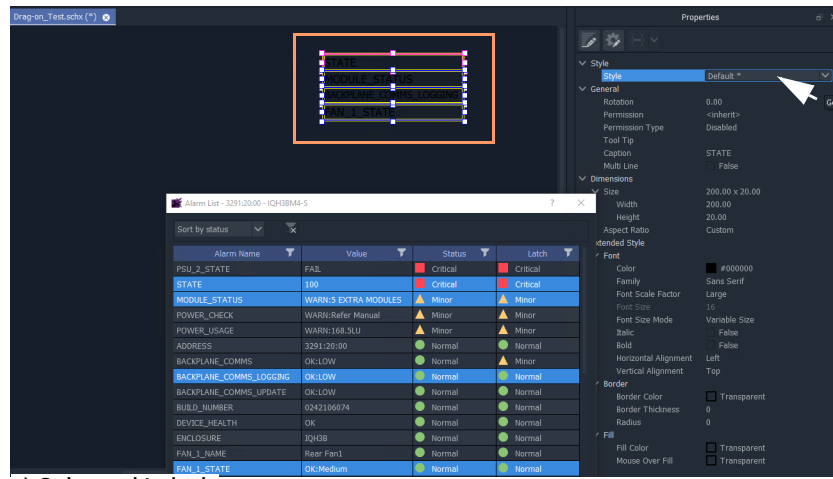 Drag-on_Test.schx (*)
Properties
STATE
MODULE_STATUS
BACKPLANE_COMMS_LOGGING
FAN_1_STATE
Style
Style Default *
General
Rotation 0.00
Permission <inherit>
Permission Type Disabled
Tool Tip
Caption STATE
Multi Line False
Dimensions
Size 200.00 x 20.00
Width 200.00
Height 20.00
Aspect Ratio Custom
xtended Style
Font
Color #000000
Family Sans Serif
Font Scale Factor Large
Font Size 16
Font Size Mode Variable Size
Italic False
Bold False
Horizontal Alignment Left
Vertical Alignment Top
Border
Border Color Transparent
Border Thickness 0
Radius 0
Fill
Fill Color Transparent
Mouse Over Fill Transparent
Alarm List - 3291:20:00 - IQH3BM4-S ?
Sort by status
Alarm Name Value Status Latch
PSU_2_STATE FAIL Critical Critical
STATE 100 Critical Critical
MODULE_STATUS WARN:5 EXTRA MODULES Minor Minor
POWER_CHECK WARN:Refer Manual Minor Minor
POWER_USAGE WARN:168.5LU Minor Minor
ADDRESS 3291:20:00 Normal Normal
BACKPLANE_COMMS OK:LOW Normal Minor
BACKPLANE_COMMS_LOGGING OK:LOW Normal Normal
BACKPLANE_COMMS_UPDATE OK:LOW Normal Normal
BUILD_NUMBER 0242106074 Normal Normal
DEVICE_HEALTH OK Normal Normal
ENCLOSURE IQH3B Normal Normal
FAN_1_NAME Rear Fan1 Normal Normal
FAN_1_STATE OK:Medium Normal Normal